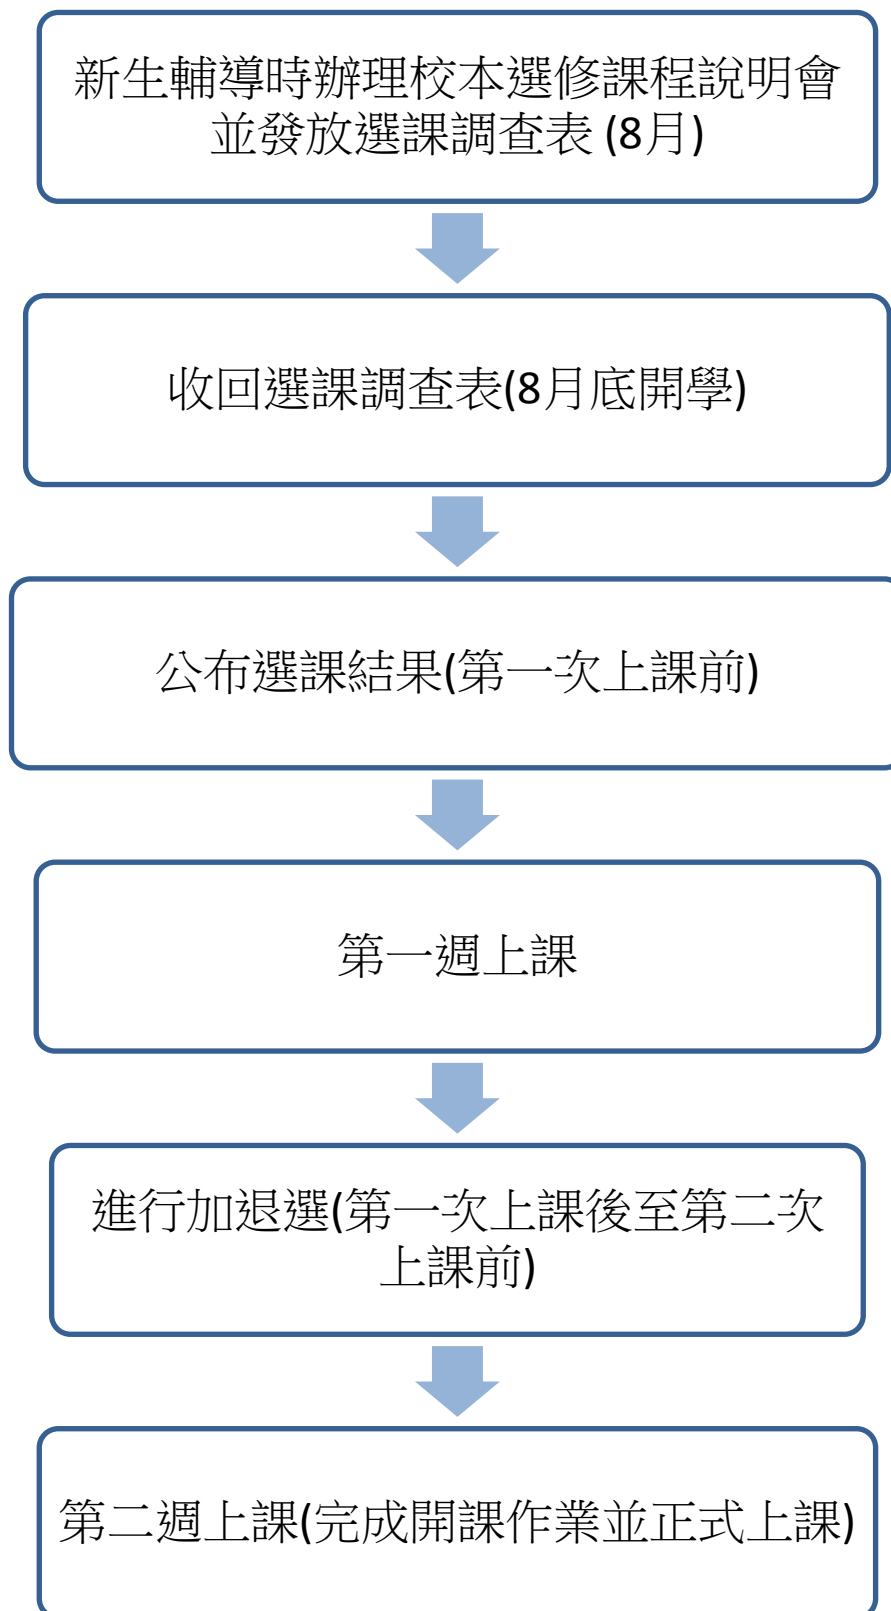 新生輔導時辦理校本選修課程說明會
並發放選課調查表 (8月)
收回選課調查表(8月底開學)
公布選課結果(第一次上課前)
第一週上課
進行加退選(第一次上課後至第二次
上課前)
第二週上課(完成開課作業並正式上課)